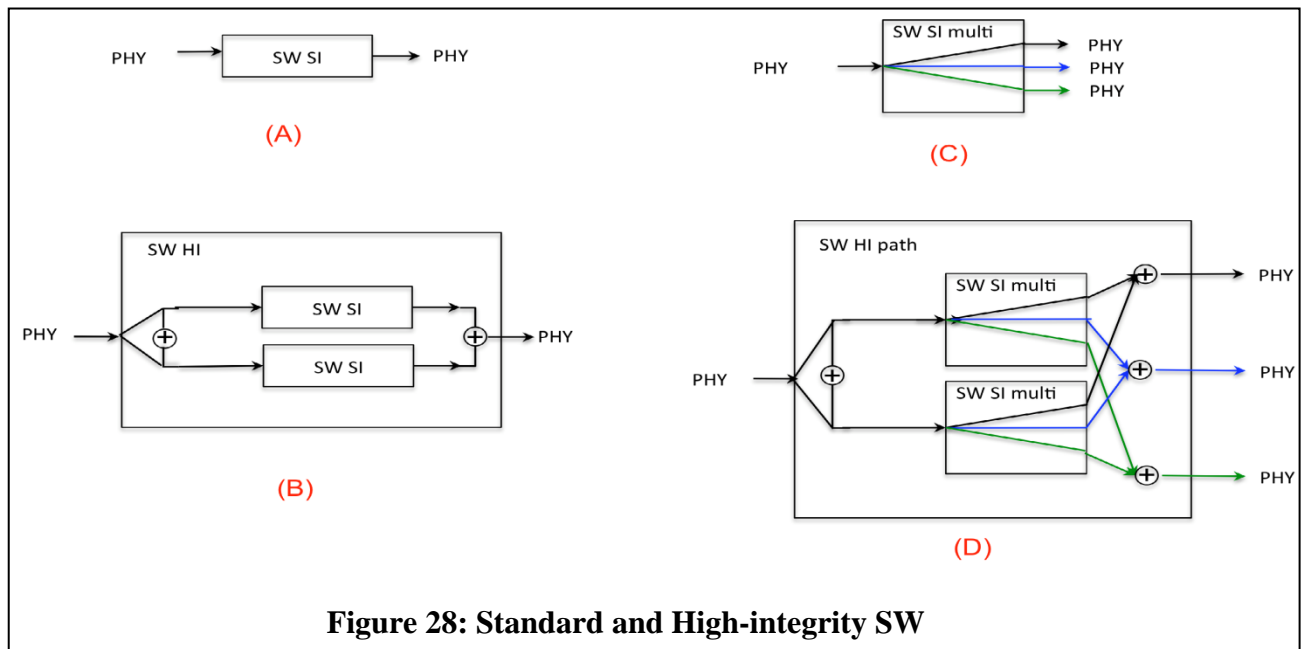 PHY
SW SI
PHY
(A)
SW SI multi
PHY
PHY
PHY
PHY
(C)
SW HI
PHY
SW SI
SW SI
PHY
(B)
SW HI path
PHY
SW SI multi
SW SI multi
PHY
PHY
PHY
(D)
Figure 28: Standard and High-integrity SW